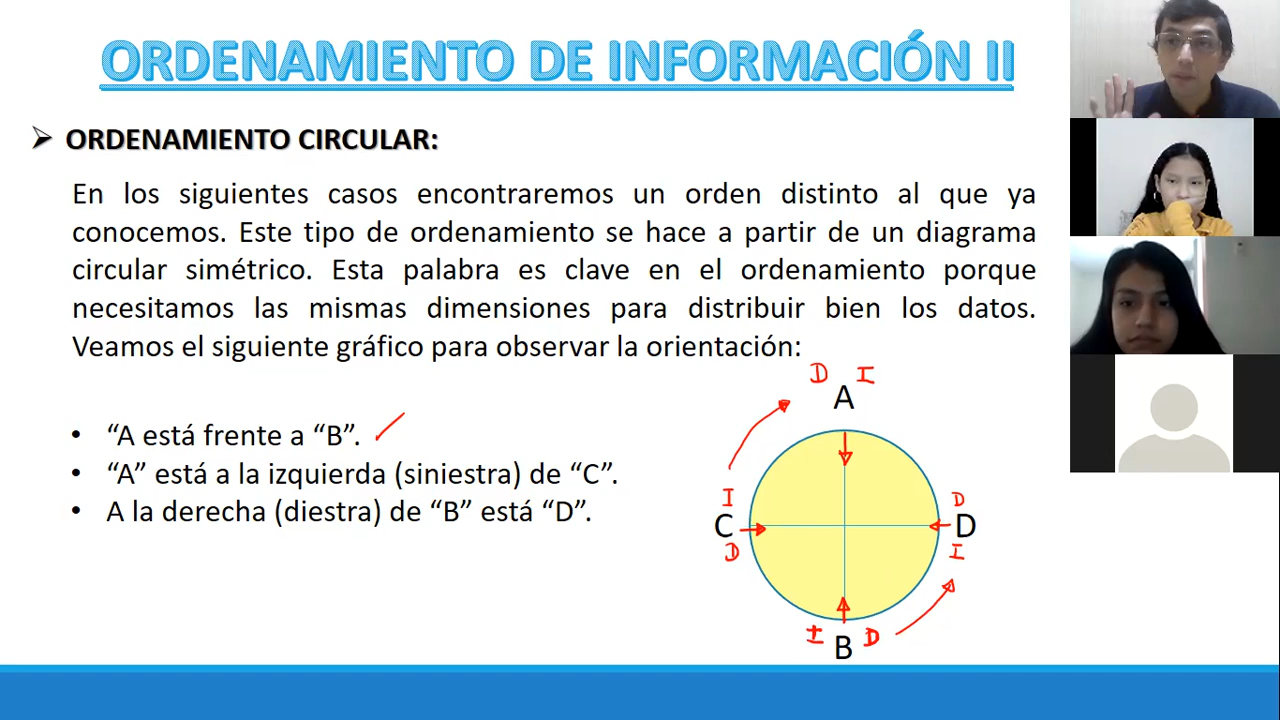 ORDENAMIENTO DE INFORMACIÓN II
ORDENAMIENTO CIRCULAR:
En los siguientes casos encontraremos un orden distinto al que ya
conocemos. Este tipo de ordenamiento se hace a partir de un diagrama
circular simétrico. Esta palabra es clave en el ordenamiento porque
necesitamos las mismas dimensiones para distribuir bien los datos.
Veamos el siguiente gráfico para observar la orientación:
• “A está frente a “B”.
• “A” está a la izquierda (siniestra) de “C”.
• A la derecha (diestra) de “B” está “D”.
D I
A
I
D
C
D
D
I
I
D
B